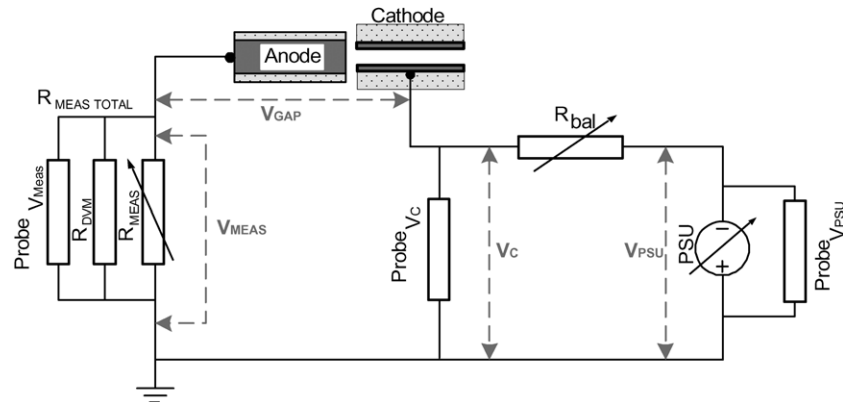 Cathode
Anode
R MEAS TOTAL
VGAP
Rbal
Probe VMeas
RDVM
RMEAS
VMEAS
Probe VC
VC
VPSU
PSU
−
+
Probe VPSU